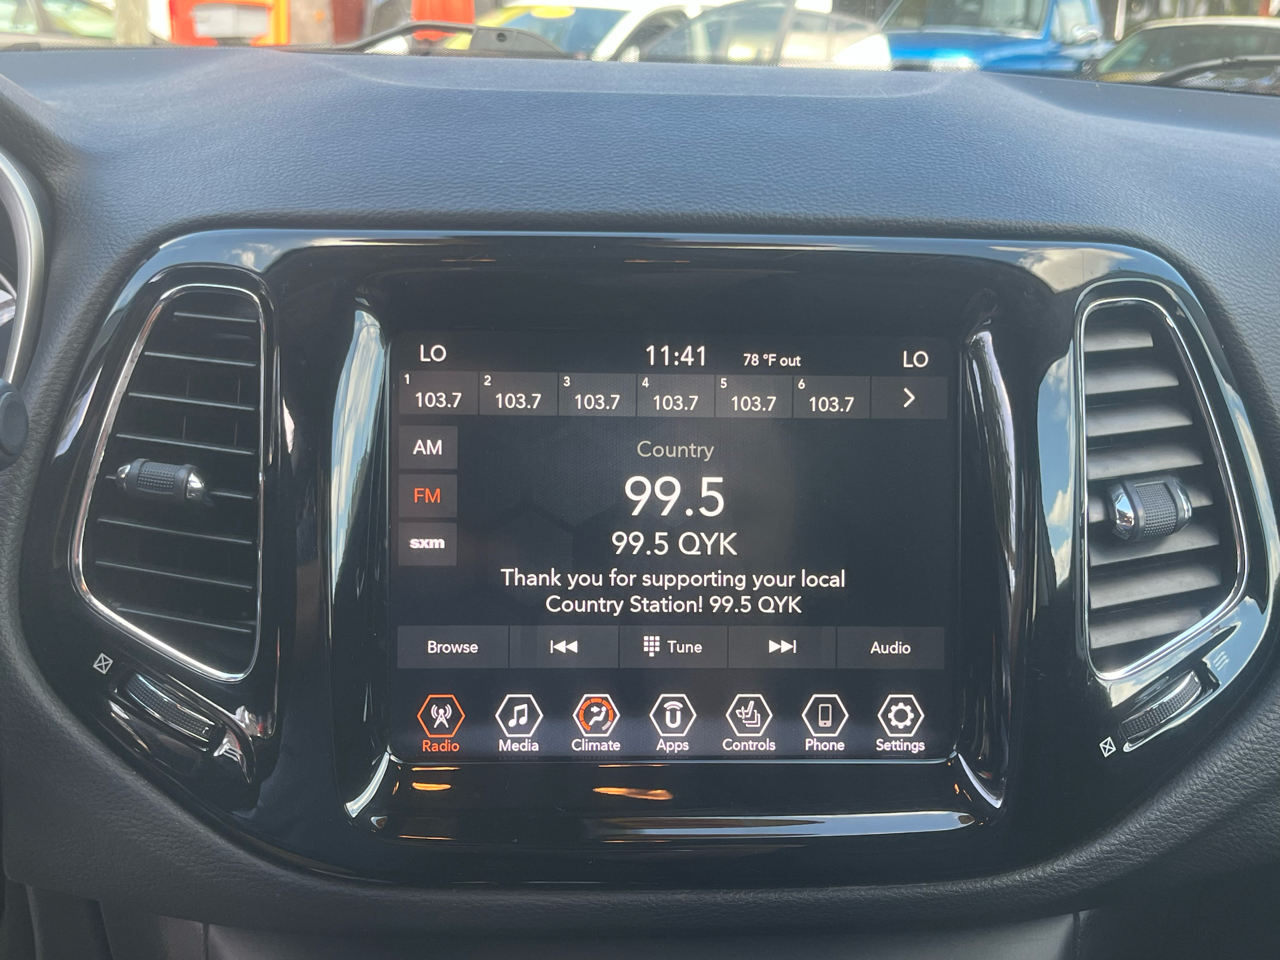 LO 11:41 78 °F out LO
1 103.7 2 103.7 3 103.7 4 103.7 5 103.7 6 103.7
AM
Country
FM
99.5
99.5 QYK
sxm
Thank you for supporting your local
Country Station! 99.5 QYK
Browse Tune Audio
Radio Media Climate Apps Controls Phone Settings